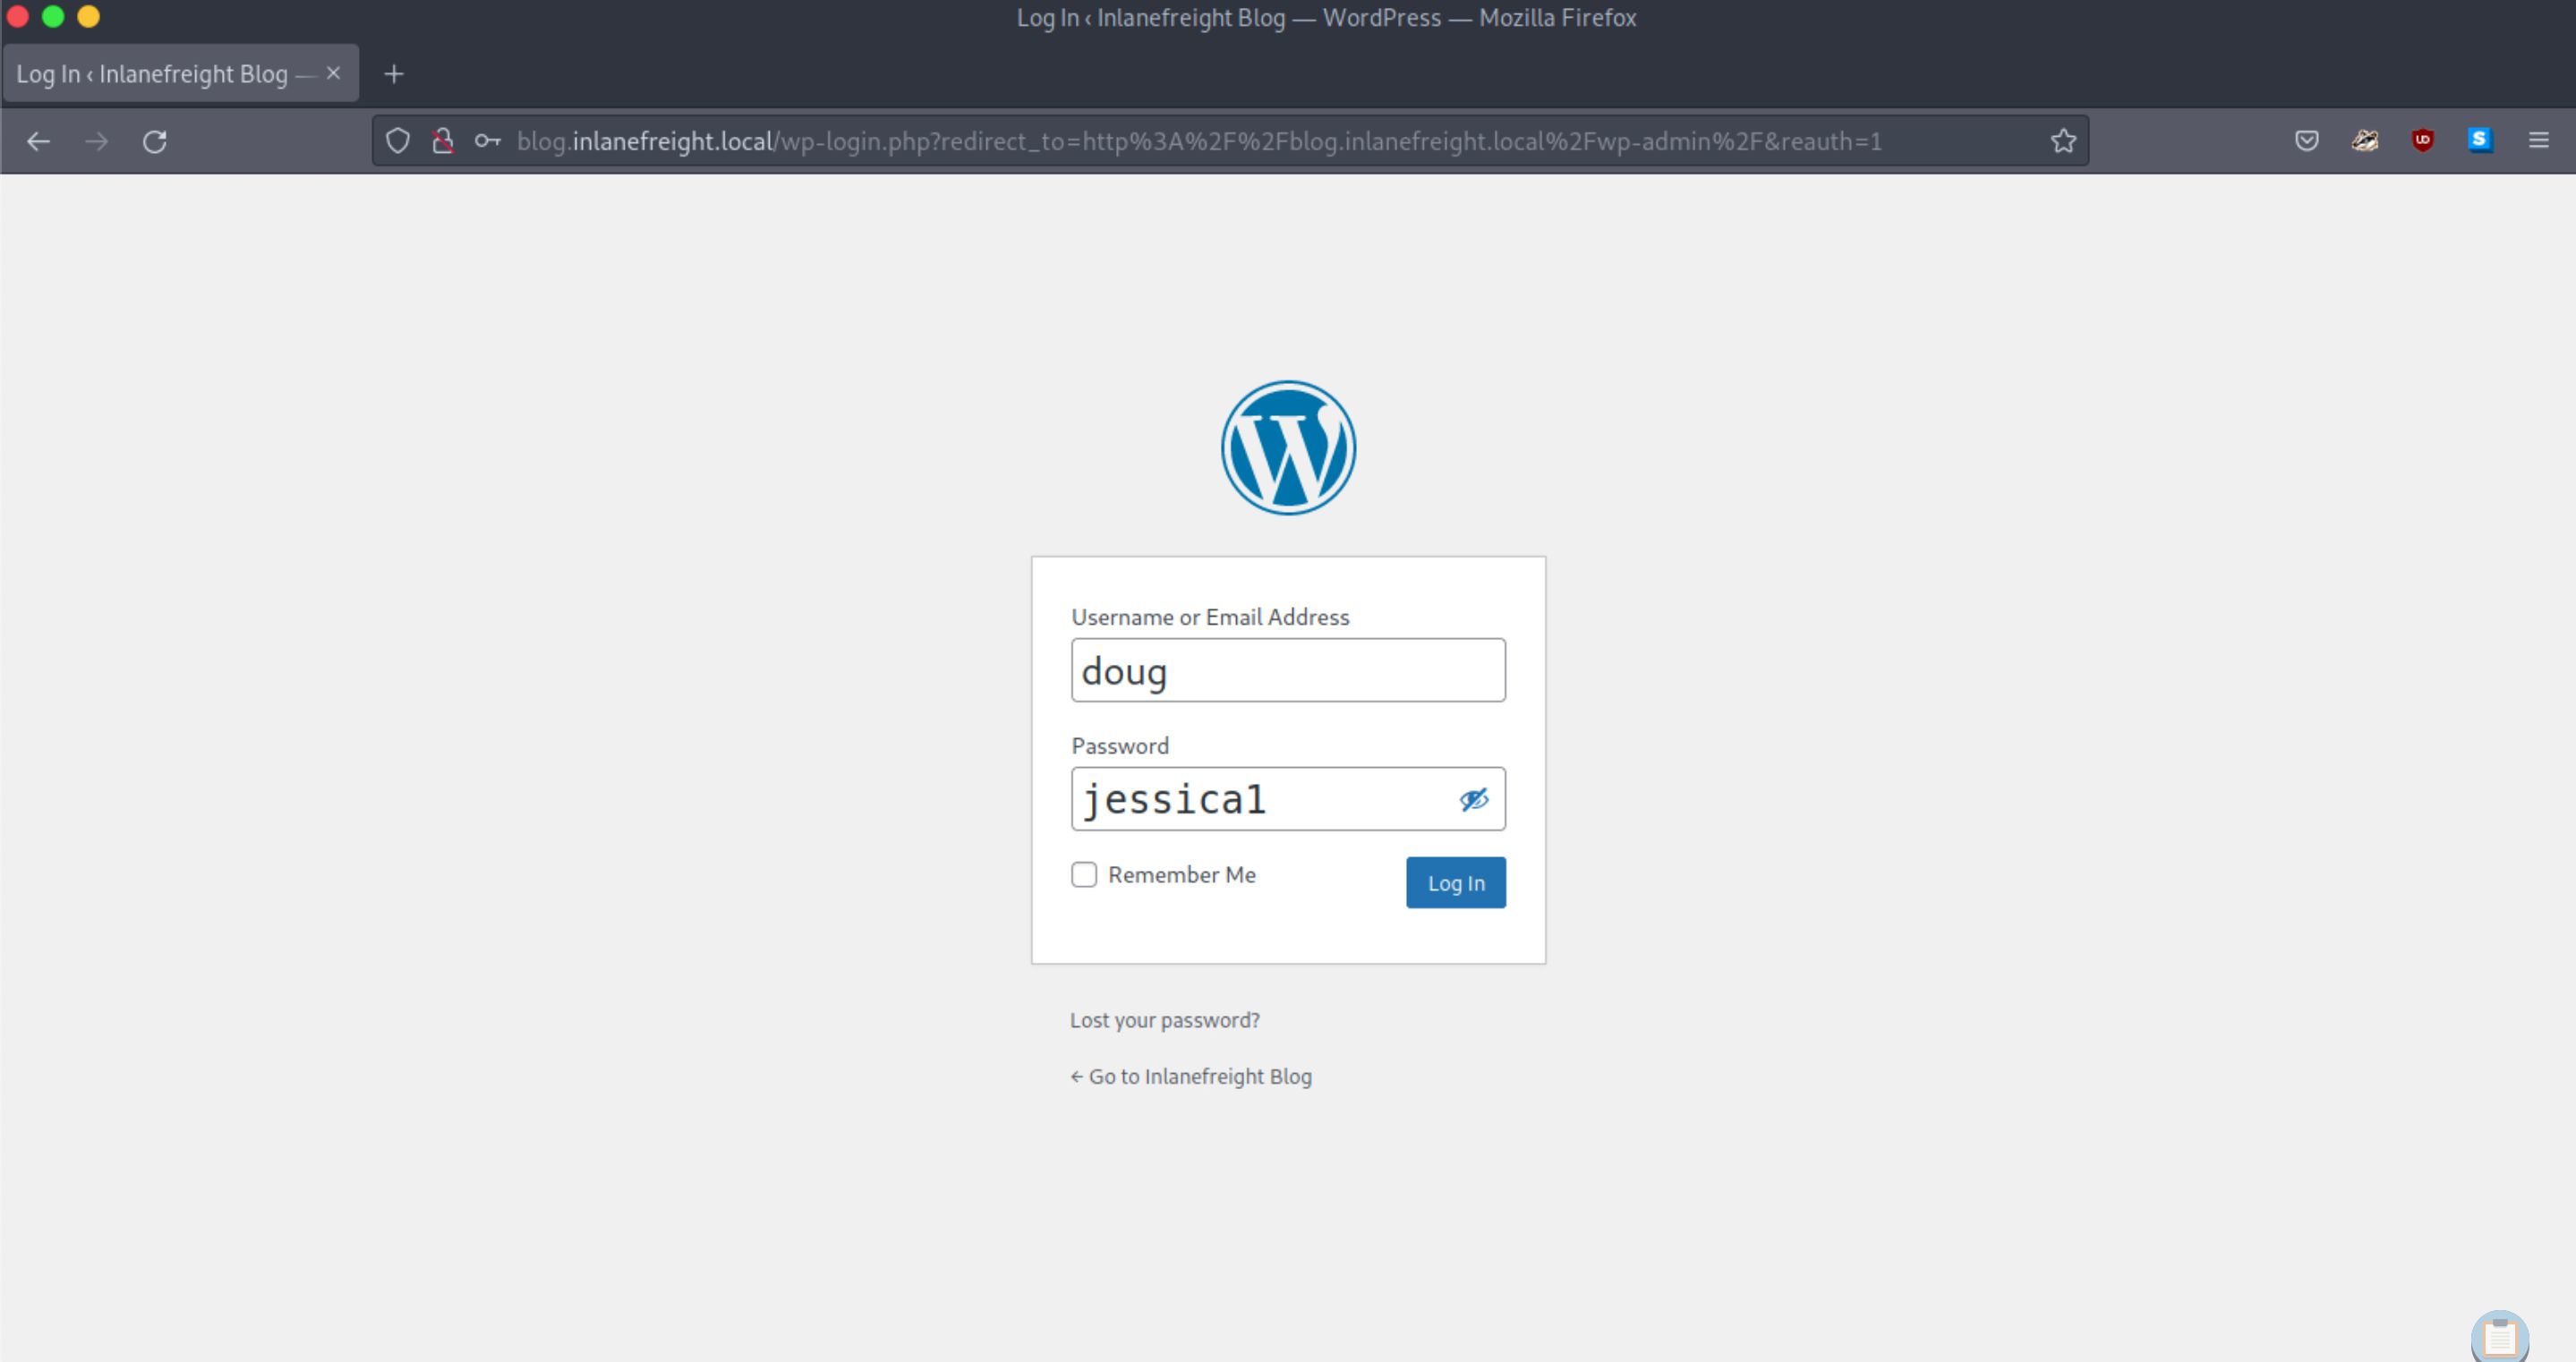 Log In ‹ Inlanefreight Blog — WordPress — Mozilla Firefox
Log In ‹ Inlanefreight Blog —
blog.inlanefreight.local/wp-login.php?redirect_to=http%3A%2F%2Fblog.inlanefreight.local%2Fwp-admin%2F&reauth=1
Username or Email Address
doug
Password
jessica1
Remember Me
Log In
Lost your password?
← Go to Inlanefreight Blog